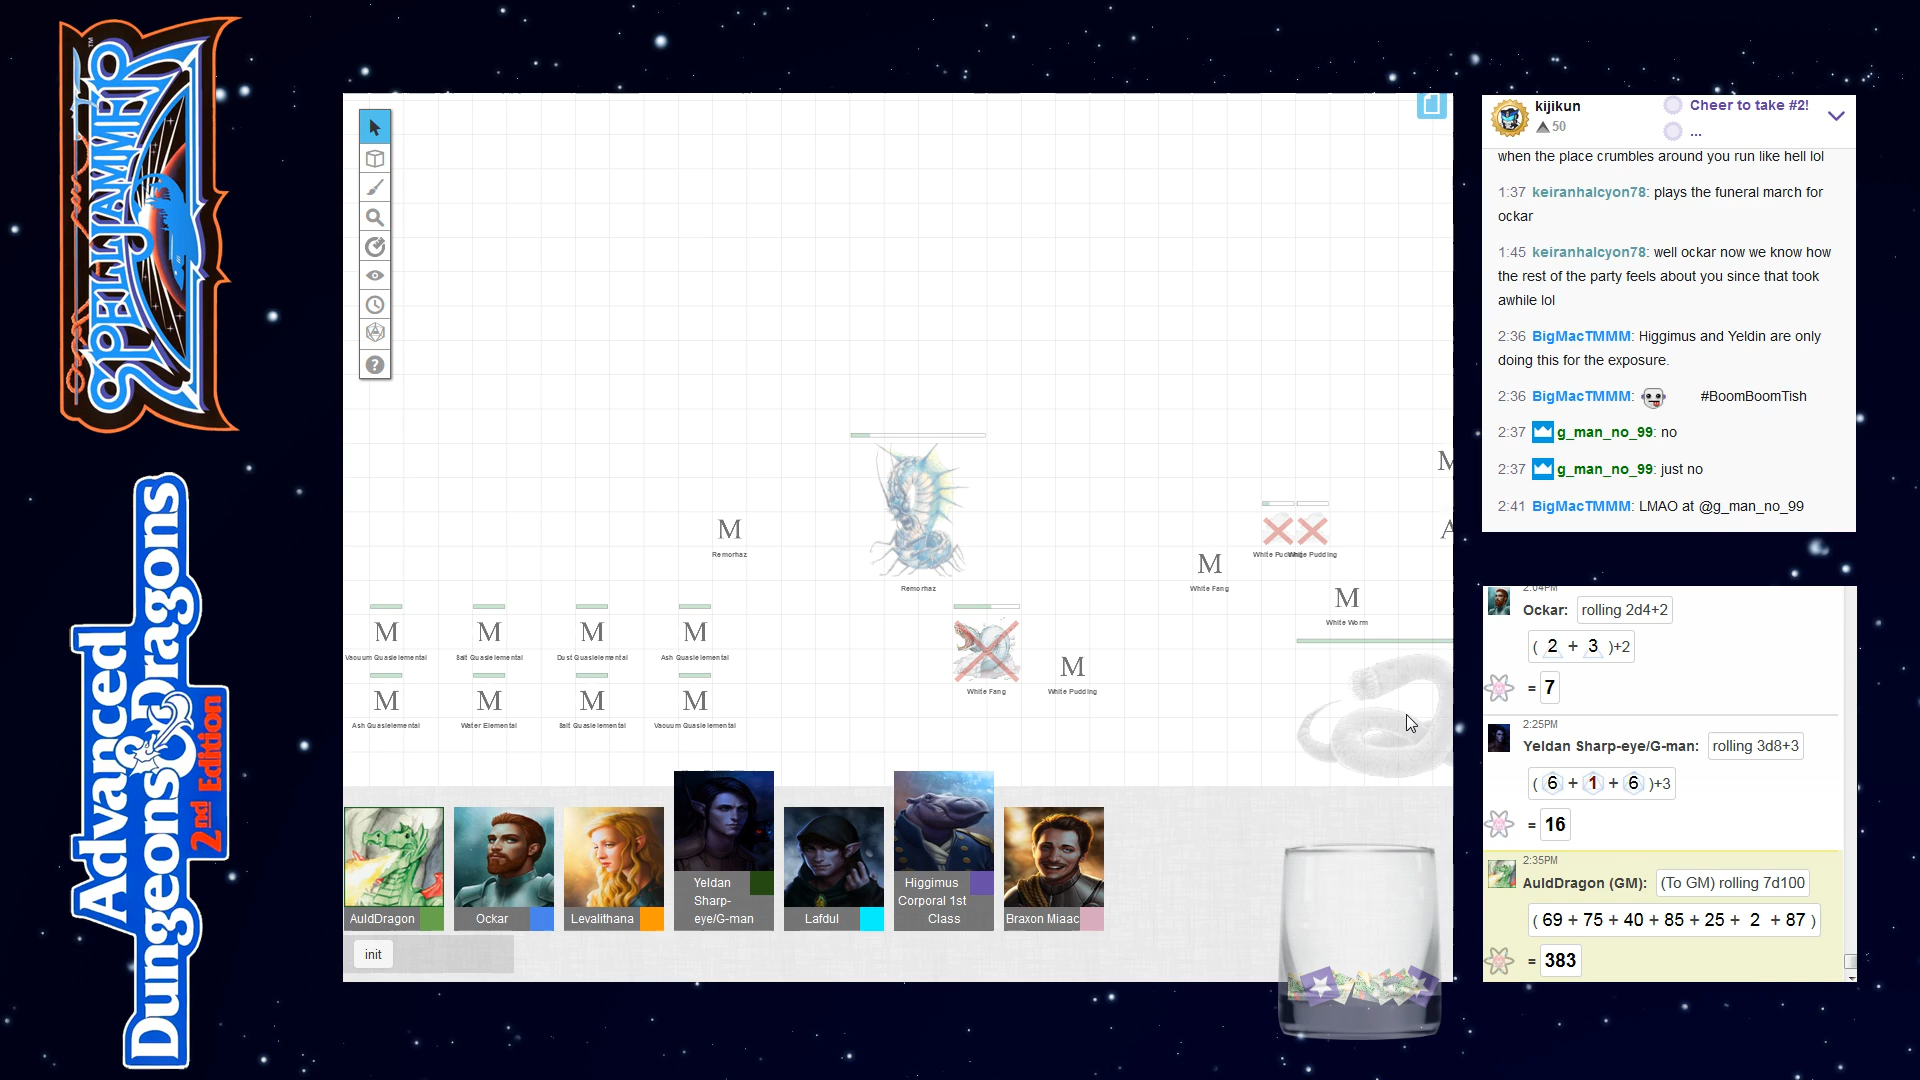 SPELLJAMMER
TM
Advanced
Dungeons & Dragons
2nd Edition
M
Remorhaz
Remorhaz
M
White Fang
White Pudding
White Pudding
M
White Worm
M
Vacuum Quasielemental
M
Salt Quasielemental
M
Dust Quasielemental
M
Ash Quasielemental
White Fang
M
White Pudding
M
Ash Quasielemental
M
Water Elemental
M
Salt Quasielemental
M
Vacuum Quasielemental
AuldDragon
Ockar
Levalithana
Yeldan
Sharp-
eye/G-man
Lafdul
Higgimus
Corporal 1st
Class
Braxon Miaac
init
kijikun
50
Cheer to take #2!
...
when the place crumbles around you run like hell lol
1:37 keiranhalcyon78: plays the funeral march for
ockar
1:45 keiranhalcyon78: well ockar now we know how
the rest of the party feels about you since that took
awhile lol
2:36 BigMacTMMM: Higgimus and Yeldin are only
doing this for the exposure.
2:36 BigMacTMMM: #BoomBoomTish
2:37 g_man_no_99: no
2:37 g_man_no_99: just no
2:41 BigMacTMMM: LMAO at @g_man_no_99
2:04PM
Ockar: rolling 2d4+2
( 2 + 3 )+2
= 7
2:25PM
Yeldan Sharp-eye/G-man: rolling 3d8+3
( 6 + 1 + 6 )+3
= 16
2:35PM
AuldDragon (GM): (To GM) rolling 7d100
( 69 + 75 + 40 + 85 + 25 + 2 + 87 )
= 383